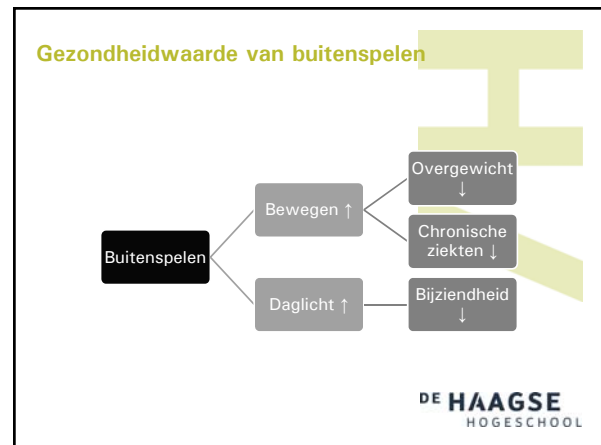 Gezondheidwaarde van buitenspelen
Overgewicht
↓
Bewegen ↑
Chronische
ziekten ↓
Buitenspelen
Daglicht ↑
Bijziendheid
↓
DE HAAGSE
HOGESCHOOL